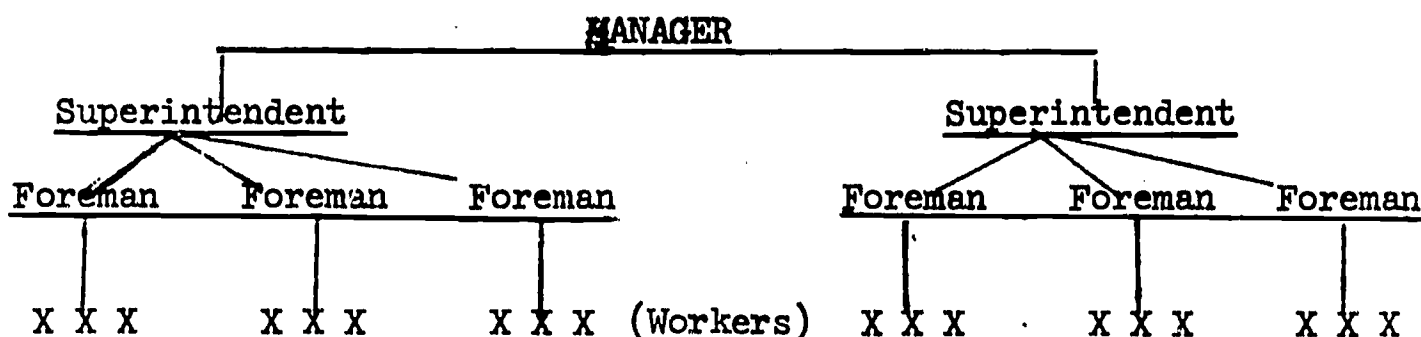 MANAGER
Superintendent Superintendent
Foreman Foreman Foreman Foreman Foreman Foreman
X X X X X X X X X (Workers) X X X X X X X X X